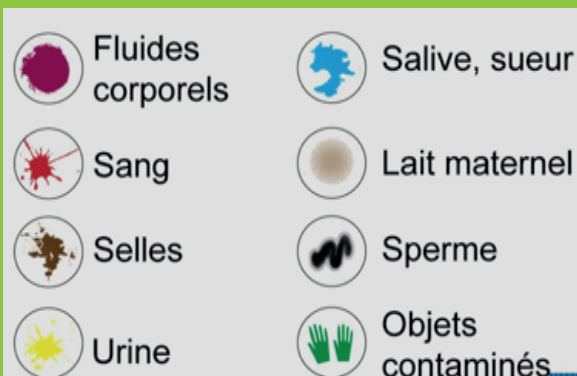 Fluides
corporels
Sang
Selles
Urine
Salive, sueur
Lait maternel
Sperme
Objets
contaminés